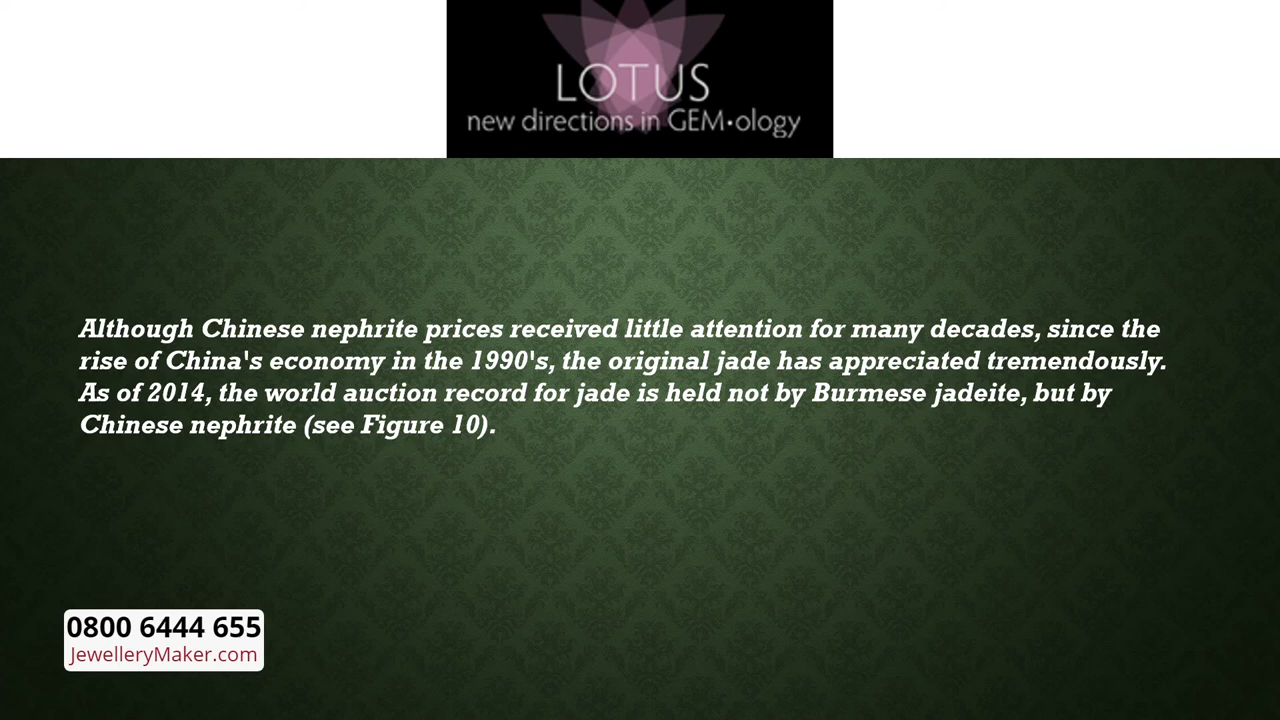 LOTUS
new directions in GEM•ology
Although Chinese nephrite prices received little attention for many decades, since the
rise of China's economy in the 1990's, the original jade has appreciated tremendously.
As of 2014, the world auction record for jade is held not by Burmese jadeite, but by
Chinese nephrite (see Figure 10).
0800 6444 655
JewelleryMaker.com